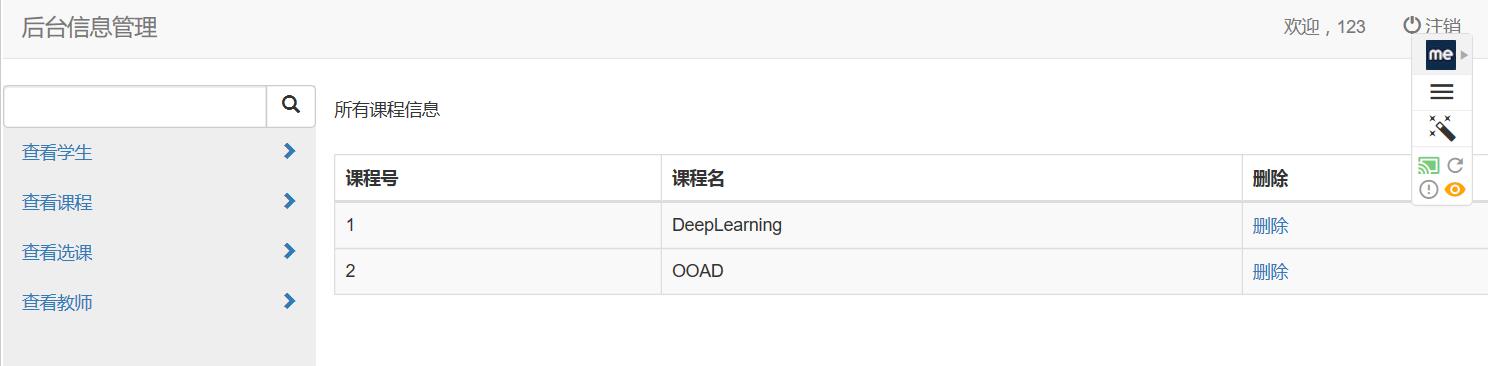 后台信息管理 欢迎，123 注销
me
所有课程信息
查看学生
查看课程
查看选课
查看教师
课程号 课程名 删除
1 DeepLearning 删除
2 OOAD 删除